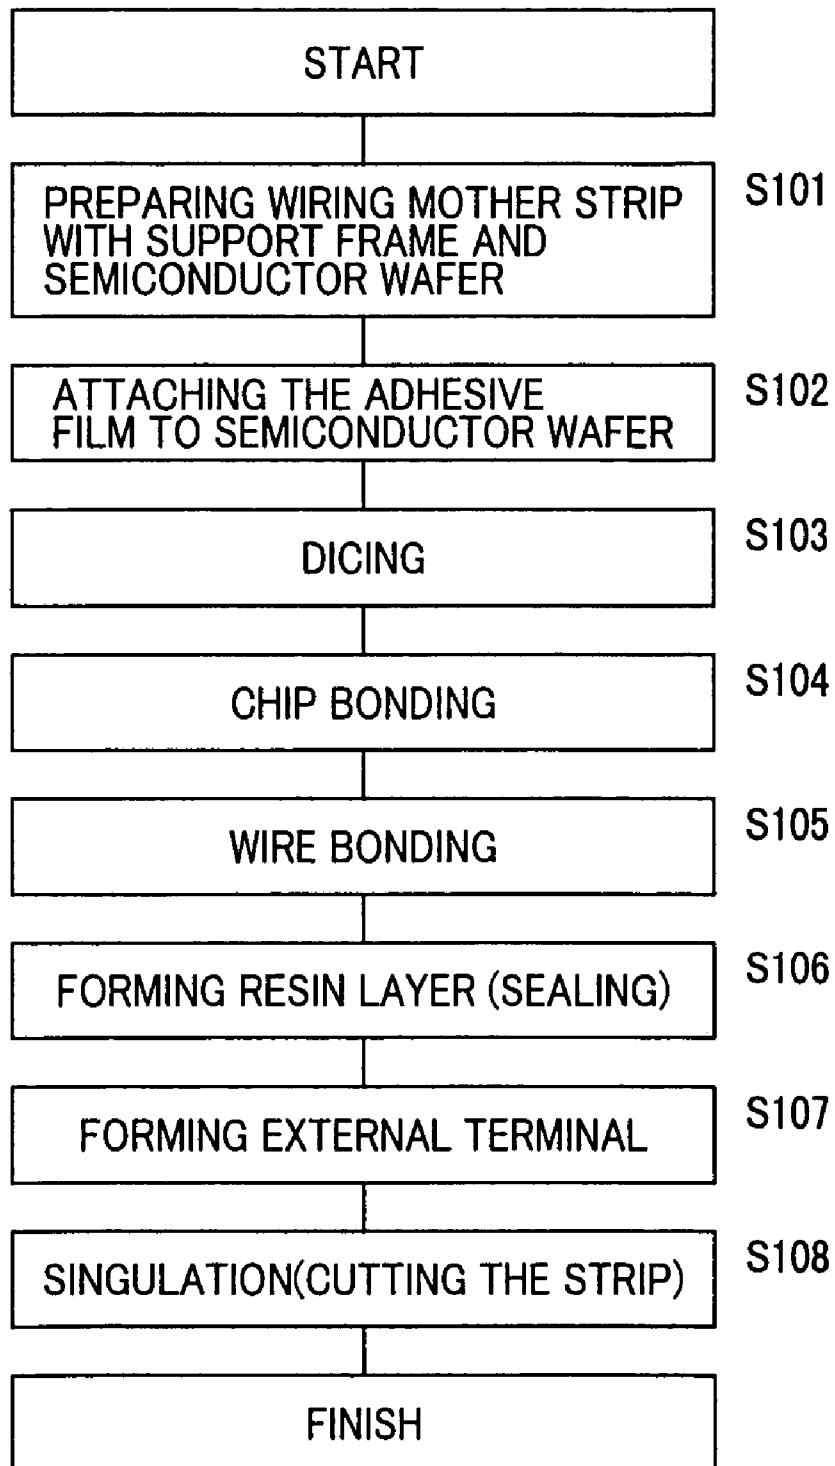 START
S101
PREPARING WIRING MOTHER STRIP
WITH SUPPORT FRAME AND
SEMICONDUCTOR WAFER
S102
ATTACHING THE ADHESIVE
FILM TO SEMICONDUCTOR WAFER
S103
DICING
S104
CHIP BONDING
S105
WIRE BONDING
S106
FORMING RESIN LAYER (SEALING)
S107
FORMING EXTERNAL TERMINAL
S108
SINGULATION(CUTTING THE STRIP)
FINISH